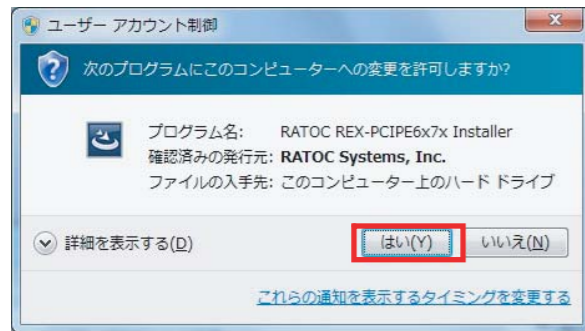 ユーザー アカウント制御
次のプログラムにこのコンピューターへの変更を許可しますか?
プログラム名: RATOC REX-PCIPE6x7x Installer
確認済みの発行元: RATOC Systems, Inc.
ファイルの入手先: このコンピューター上のハード ドライブ
詳細を表示する(D) はい(Y) いいえ(N)
これらの通知を表示するタイミングを変更する